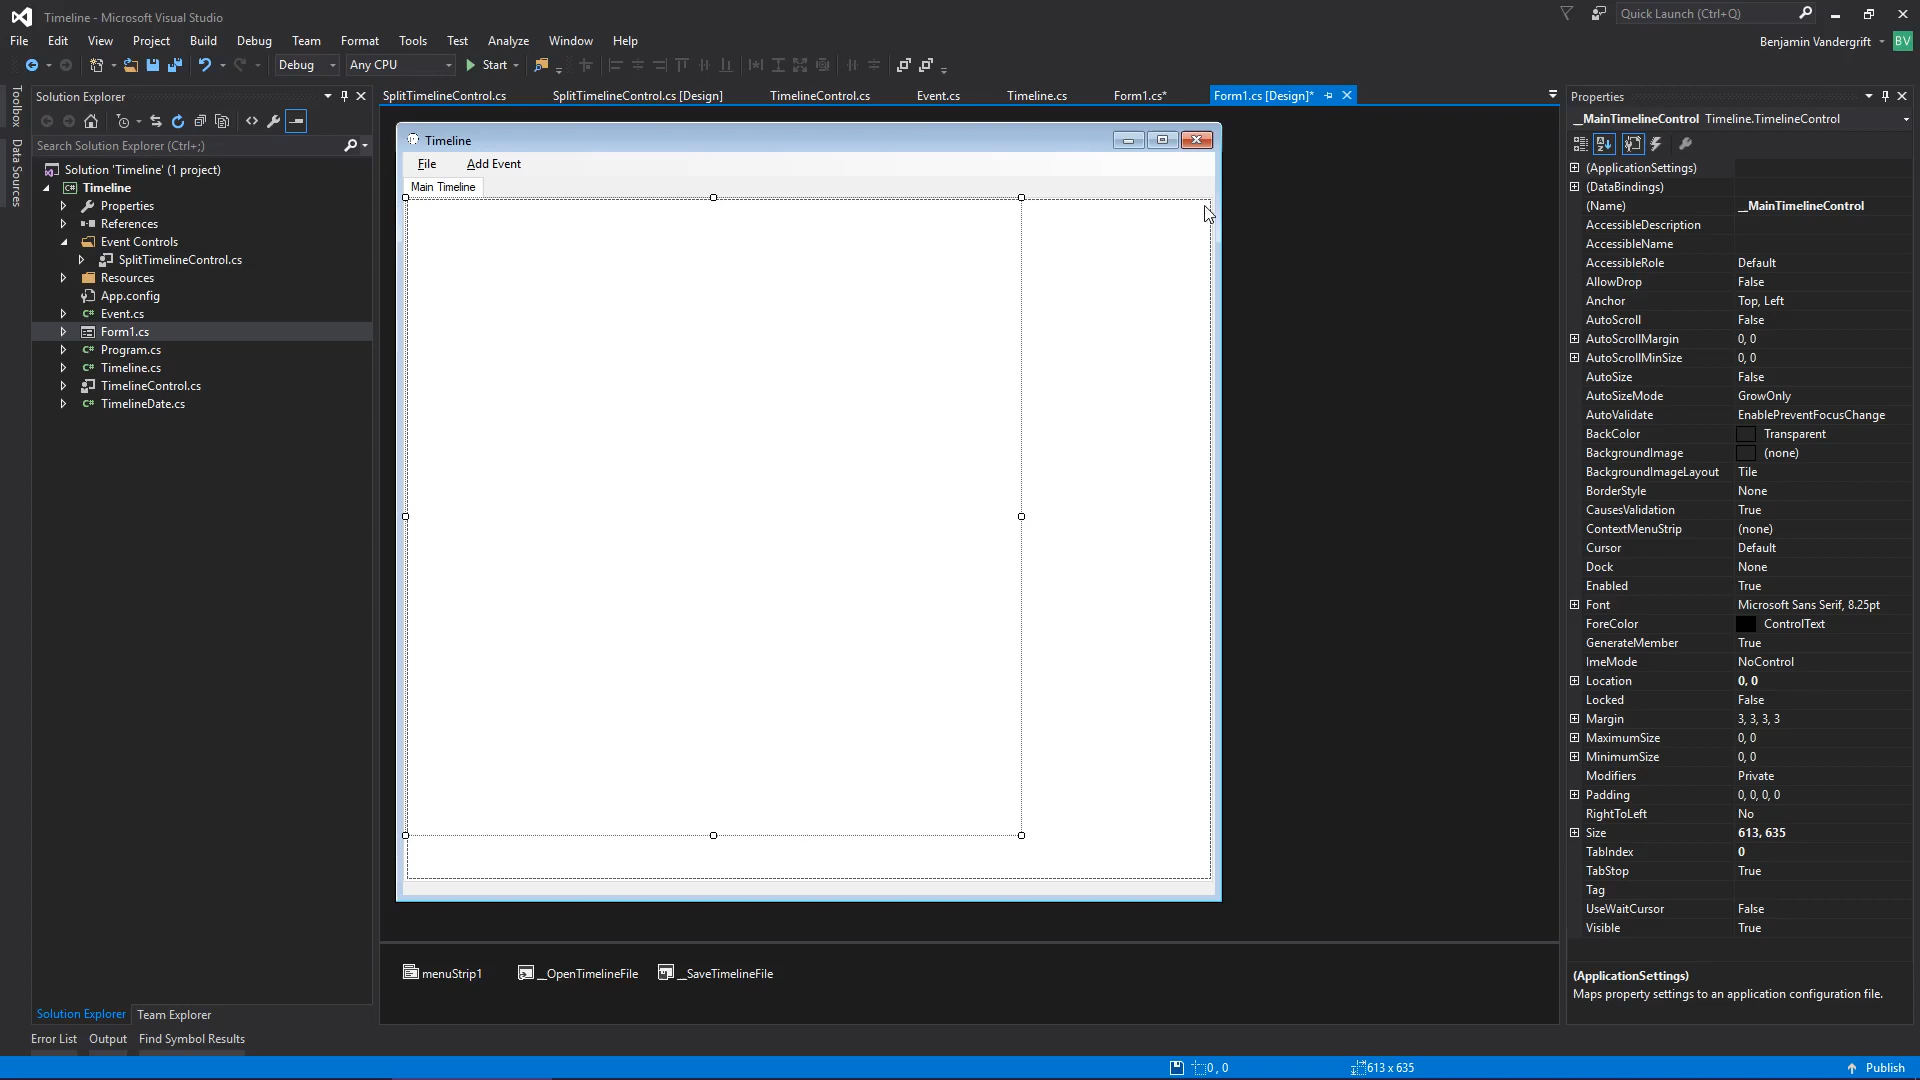 Timeline - Microsoft Visual Studio
Quick Launch (Ctrl+Q)
File Edit View Project Build Debug Team Format Tools Test Analyze Window Help
Benjamin Vandergrift BV
Debug Any CPU Start
Toolbox
Data Sources
Solution Explorer
Search Solution Explorer (Ctrl+;)
Solution 'Timeline' (1 project)
Timeline
Properties
References
Event Controls
SplitTimelineControl.cs
Resources
App.config
Event.cs
Form1.cs
Program.cs
Timeline.cs
TimelineControl.cs
TimelineDate.cs
Solution Explorer Team Explorer
Error List Output Find Symbol Results
SplitTimelineControl.cs SplitTimelineControl.cs [Design] TimelineControl.cs Event.cs Timeline.cs Form1.cs* Form1.cs [Design]*
Timeline
File Add Event
Main Timeline
menuStrip1 __OpenTimelineFile __SaveTimelineFile
Properties
__MainTimelineControl Timeline.TimelineControl
(ApplicationSettings)
(DataBindings)
(Name) __MainTimelineControl
AccessibleDescription
AccessibleName
AccessibleRole Default
AllowDrop False
Anchor Top, Left
AutoScroll False
AutoScrollMargin 0, 0
AutoScrollMinSize 0, 0
AutoSize False
AutoSizeMode GrowOnly
AutoValidate EnablePreventFocusChange
BackColor Transparent
BackgroundImage (none)
BackgroundImageLayout Tile
BorderStyle None
CausesValidation True
ContextMenuStrip (none)
Cursor Default
Dock None
Enabled True
Font Microsoft Sans Serif, 8.25pt
ForeColor ControlText
GenerateMember True
ImeMode NoControl
Location 0, 0
Locked False
Margin 3, 3, 3, 3
MaximumSize 0, 0
MinimumSize 0, 0
Modifiers Private
Padding 0, 0, 0, 0
RightToLeft No
Size 613, 635
TabIndex 0
TabStop True
Tag
UseWaitCursor False
Visible True
(ApplicationSettings)
Maps property settings to an application configuration file.
0 , 0 613 x 635 Publish